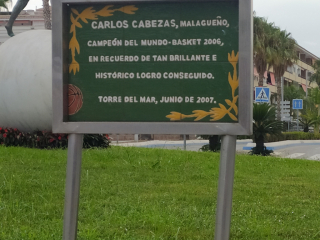 CARLOS CABEZAS, MALAGUEÑO,
CAMPEÓN DEL MUNDO-BASKET 2006,
EN RECUERDO DE TAN BRILLANTE E
HISTÓRICO LOGRO CONSEGUIDO.
TORRE DEL MAR, JUNIO DE 2007.